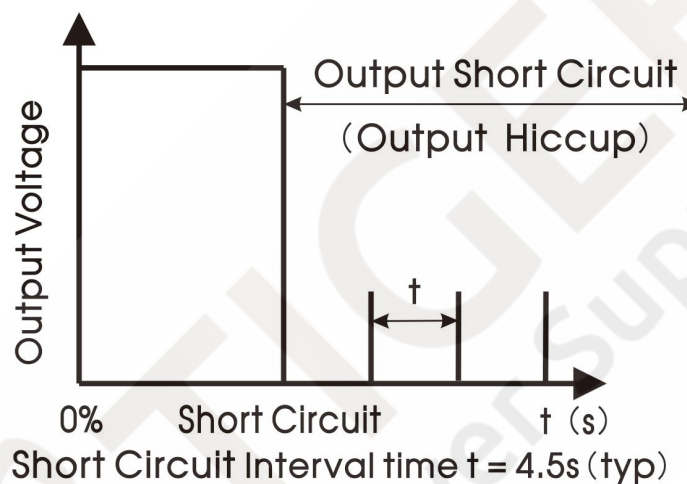 Output Voltage
Output Short Circuit
(Output Hiccup)
t
0%
Short Circuit
t (s)
Short Circuit Interval time t = 4.5s (typ)